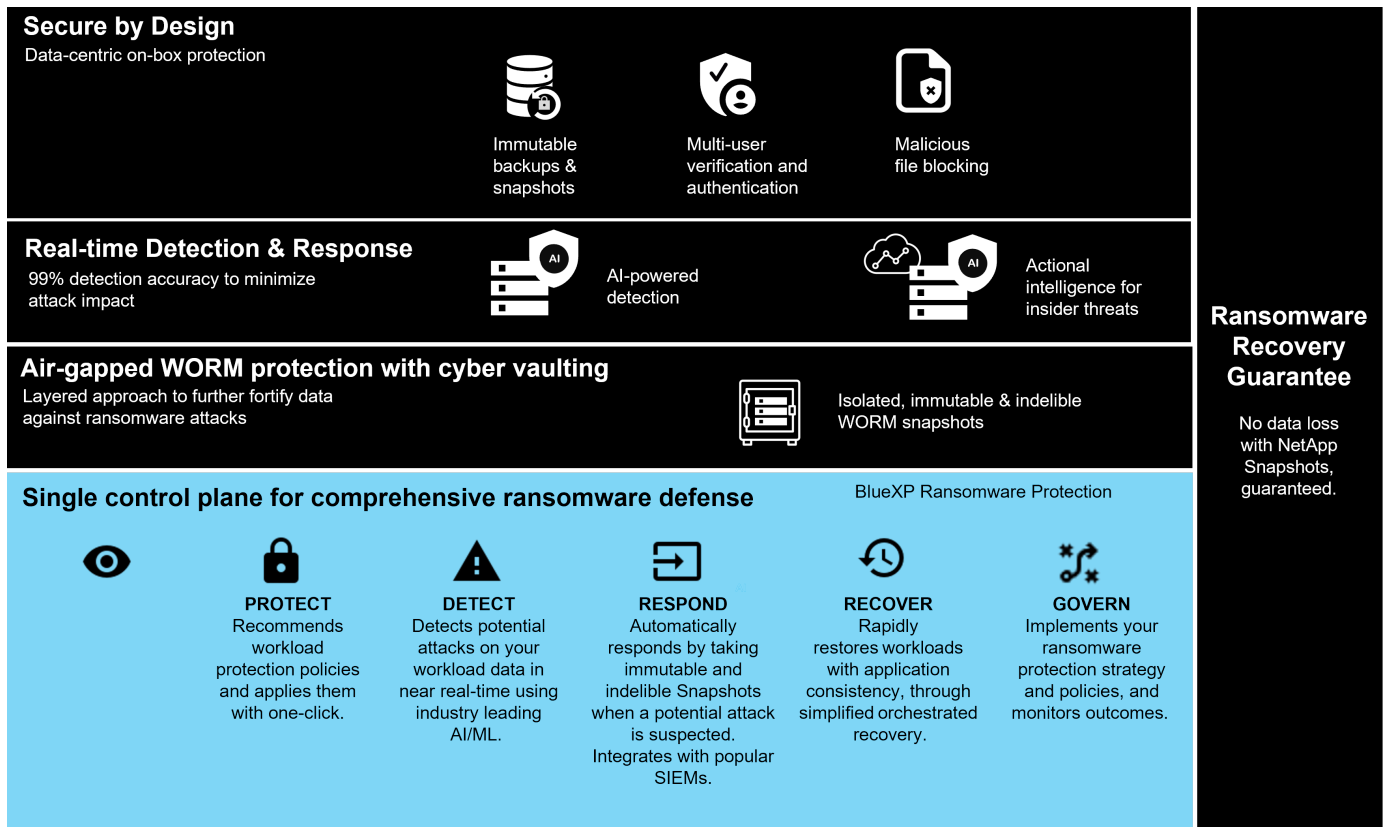 Secure by Design
Data-centric on-box protection
Immutable
backups &
snapshots
Multi-user
verification and
authentication
Malicious
file blocking
Real-time Detection & Response
99% detection accuracy to minimize
attack impact
AI
AI-powered
detection
AI
Actional
intelligence for
insider threats
Air-gapped WORM protection with cyber vaulting
Layered approach to further fortify data
against ransomware attacks
Isolated, immutable & indelible
WORM snapshots
Single control plane for comprehensive ransomware defense
BlueXP Ransomware Protection
PROTECT
Recommends
workload
protection policies
and applies them
with one-click.
DETECT
Detects potential
attacks on your
workload data in
near real-time using
industry leading
AI/ML.
RESPOND
Automatically
responds by taking
immutable and
indelible Snapshots
when a potential attack
is suspected.
Integrates with popular
SIEMs.
RECOVER
Rapidly
restores workloads
with application
consistency, through
simplified orchestrated
recovery.
GOVERN
Implements your
ransomware
protection strategy
and policies, and
monitors outcomes.
Ransomware
Recovery
Guarantee
No data loss
with NetApp
Snapshots,
guaranteed.